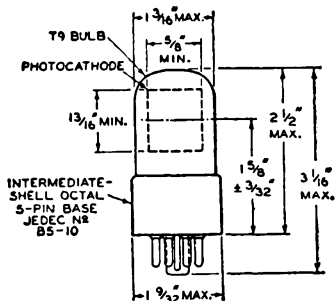 1 3/16" MAX.
T9 BULB
5/8"
MIN.
PHOTOCATHODE
13/16" MIN.
2 1/2"
MAX.
1 5/8"
± 3/32"
3 1/16"
MAX.
INTERMEDIATE-
SHELL OCTAL
5-PIN BASE
JEDEC Nº
B5-10
1 9/32" MAX.